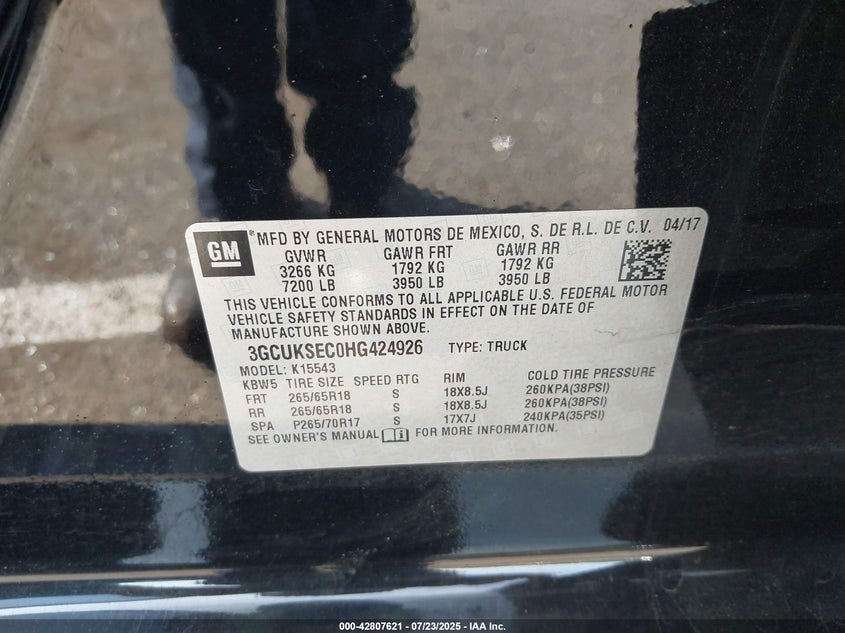 GM
*MFD BY GENERAL MOTORS DE MEXICO, S. DE R.L. DE C.V. 04/17
GVWR GAWR FRT GAWR RR
3266 KG 1792 KG 1792 KG
7200 LB 3950 LB 3950 LB
THIS VEHICLE CONFORMS TO ALL APPLICABLE U.S. FEDERAL MOTOR
VEHICLE SAFETY STANDARDS IN EFFECT ON THE DATE OF
MANUFACTURE SHOWN ABOVE.
3GCUKSEC0HG424926 TYPE: TRUCK
MODEL: K15543
KBW5 TIRE SIZE SPEED RTG RIM COLD TIRE PRESSURE
FRT 265/65R18 S 18X8.5J 260KPA(38PSI)
RR 265/65R18 S 18X8.5J 260KPA(38PSI)
SPA P265/70R17 S 17X7J 240KPA(35PSI)
SEE OWNER'S MANUAL FOR MORE INFORMATION.
000-42807621 - 07/23/2025 - IAA Inc.